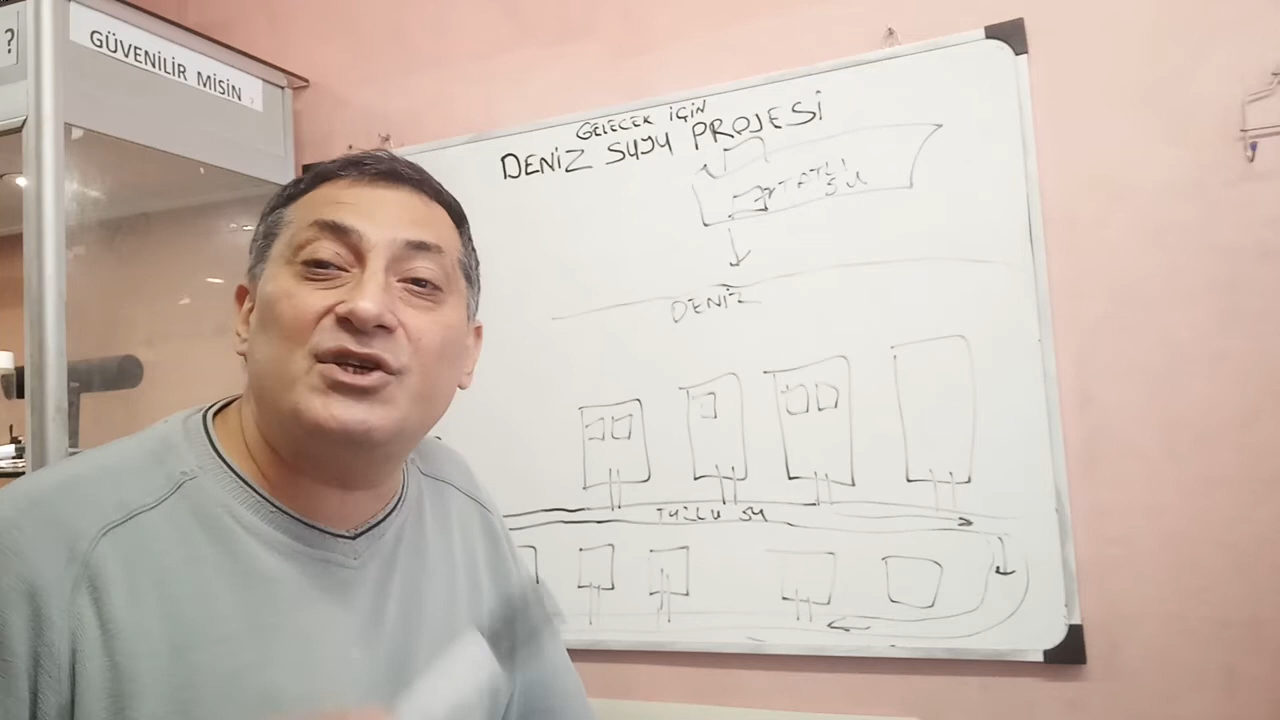 ?
GÜVENİLİR MİSİN ?
GELECEK İÇİN
DENİZ SUYU PROJESİ
TATLI
SU
DENİZ
TUZLU SU